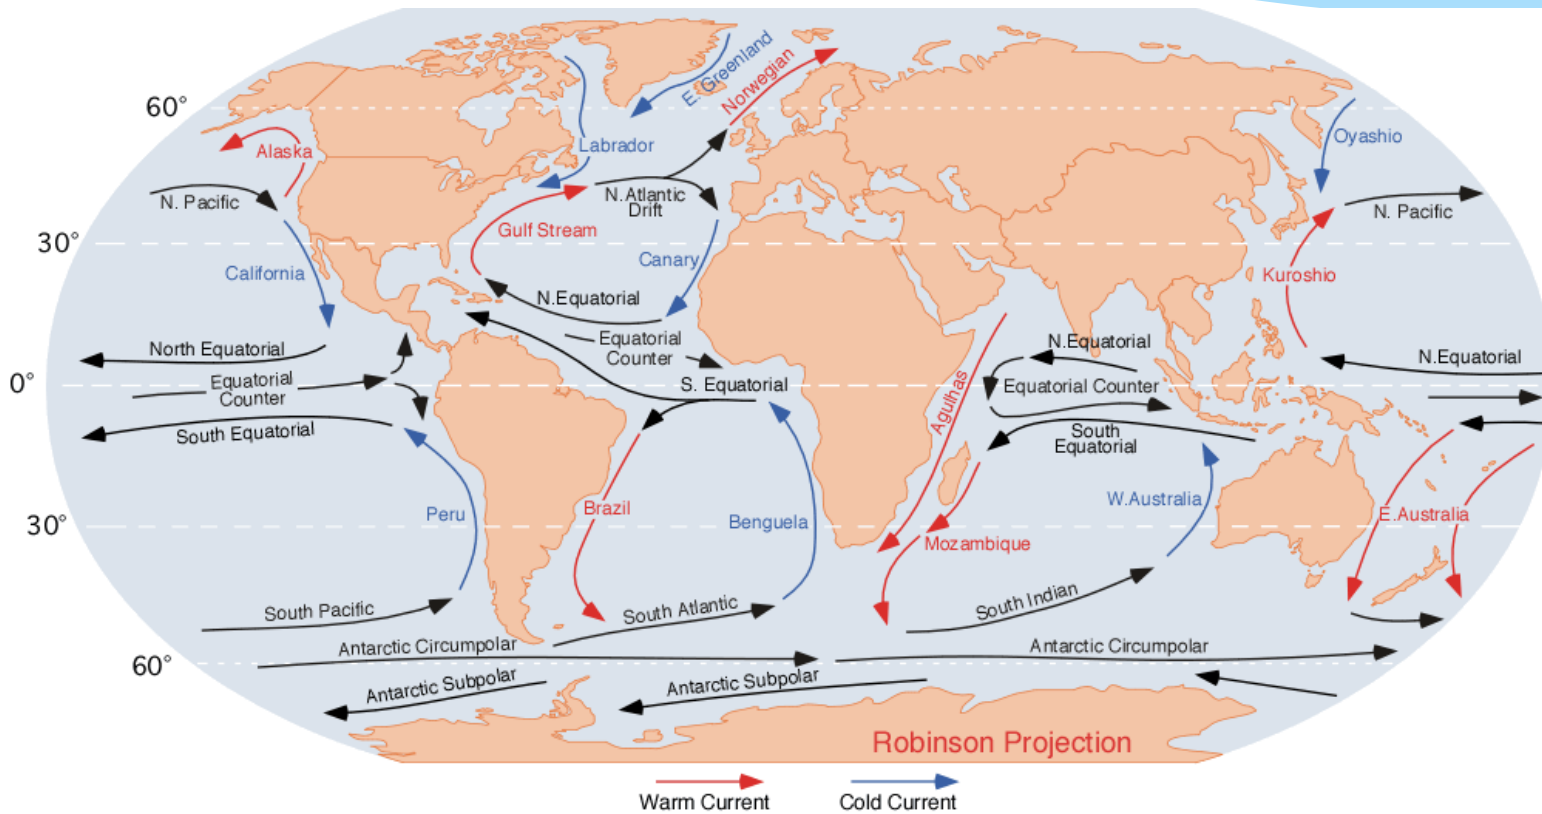 60°
30°
0°
30°
60°
E. Greenland
Norwegian
Labrador
Alaska
Oyashio
N. Pacific
N.Atlantic
Drift
N. Pacific
Gulf Stream
Canary
California
Kuroshio
N.Equatorial
Equatorial
Counter
North Equatorial
N.Equatorial
N.Equatorial
Equatorial
Counter
S. Equatorial
Equatorial Counter
Agulhas
South Equatorial
South
Equatorial
Peru
Brazil
Benguela
W.Australia
E.Australia
Mozambique
South Pacific
South Atlantic
South Indian
Antarctic Circumpolar
Antarctic Circumpolar
Antarctic Subpolar
Antarctic Subpolar
Robinson Projection
Warm Current
Cold Current